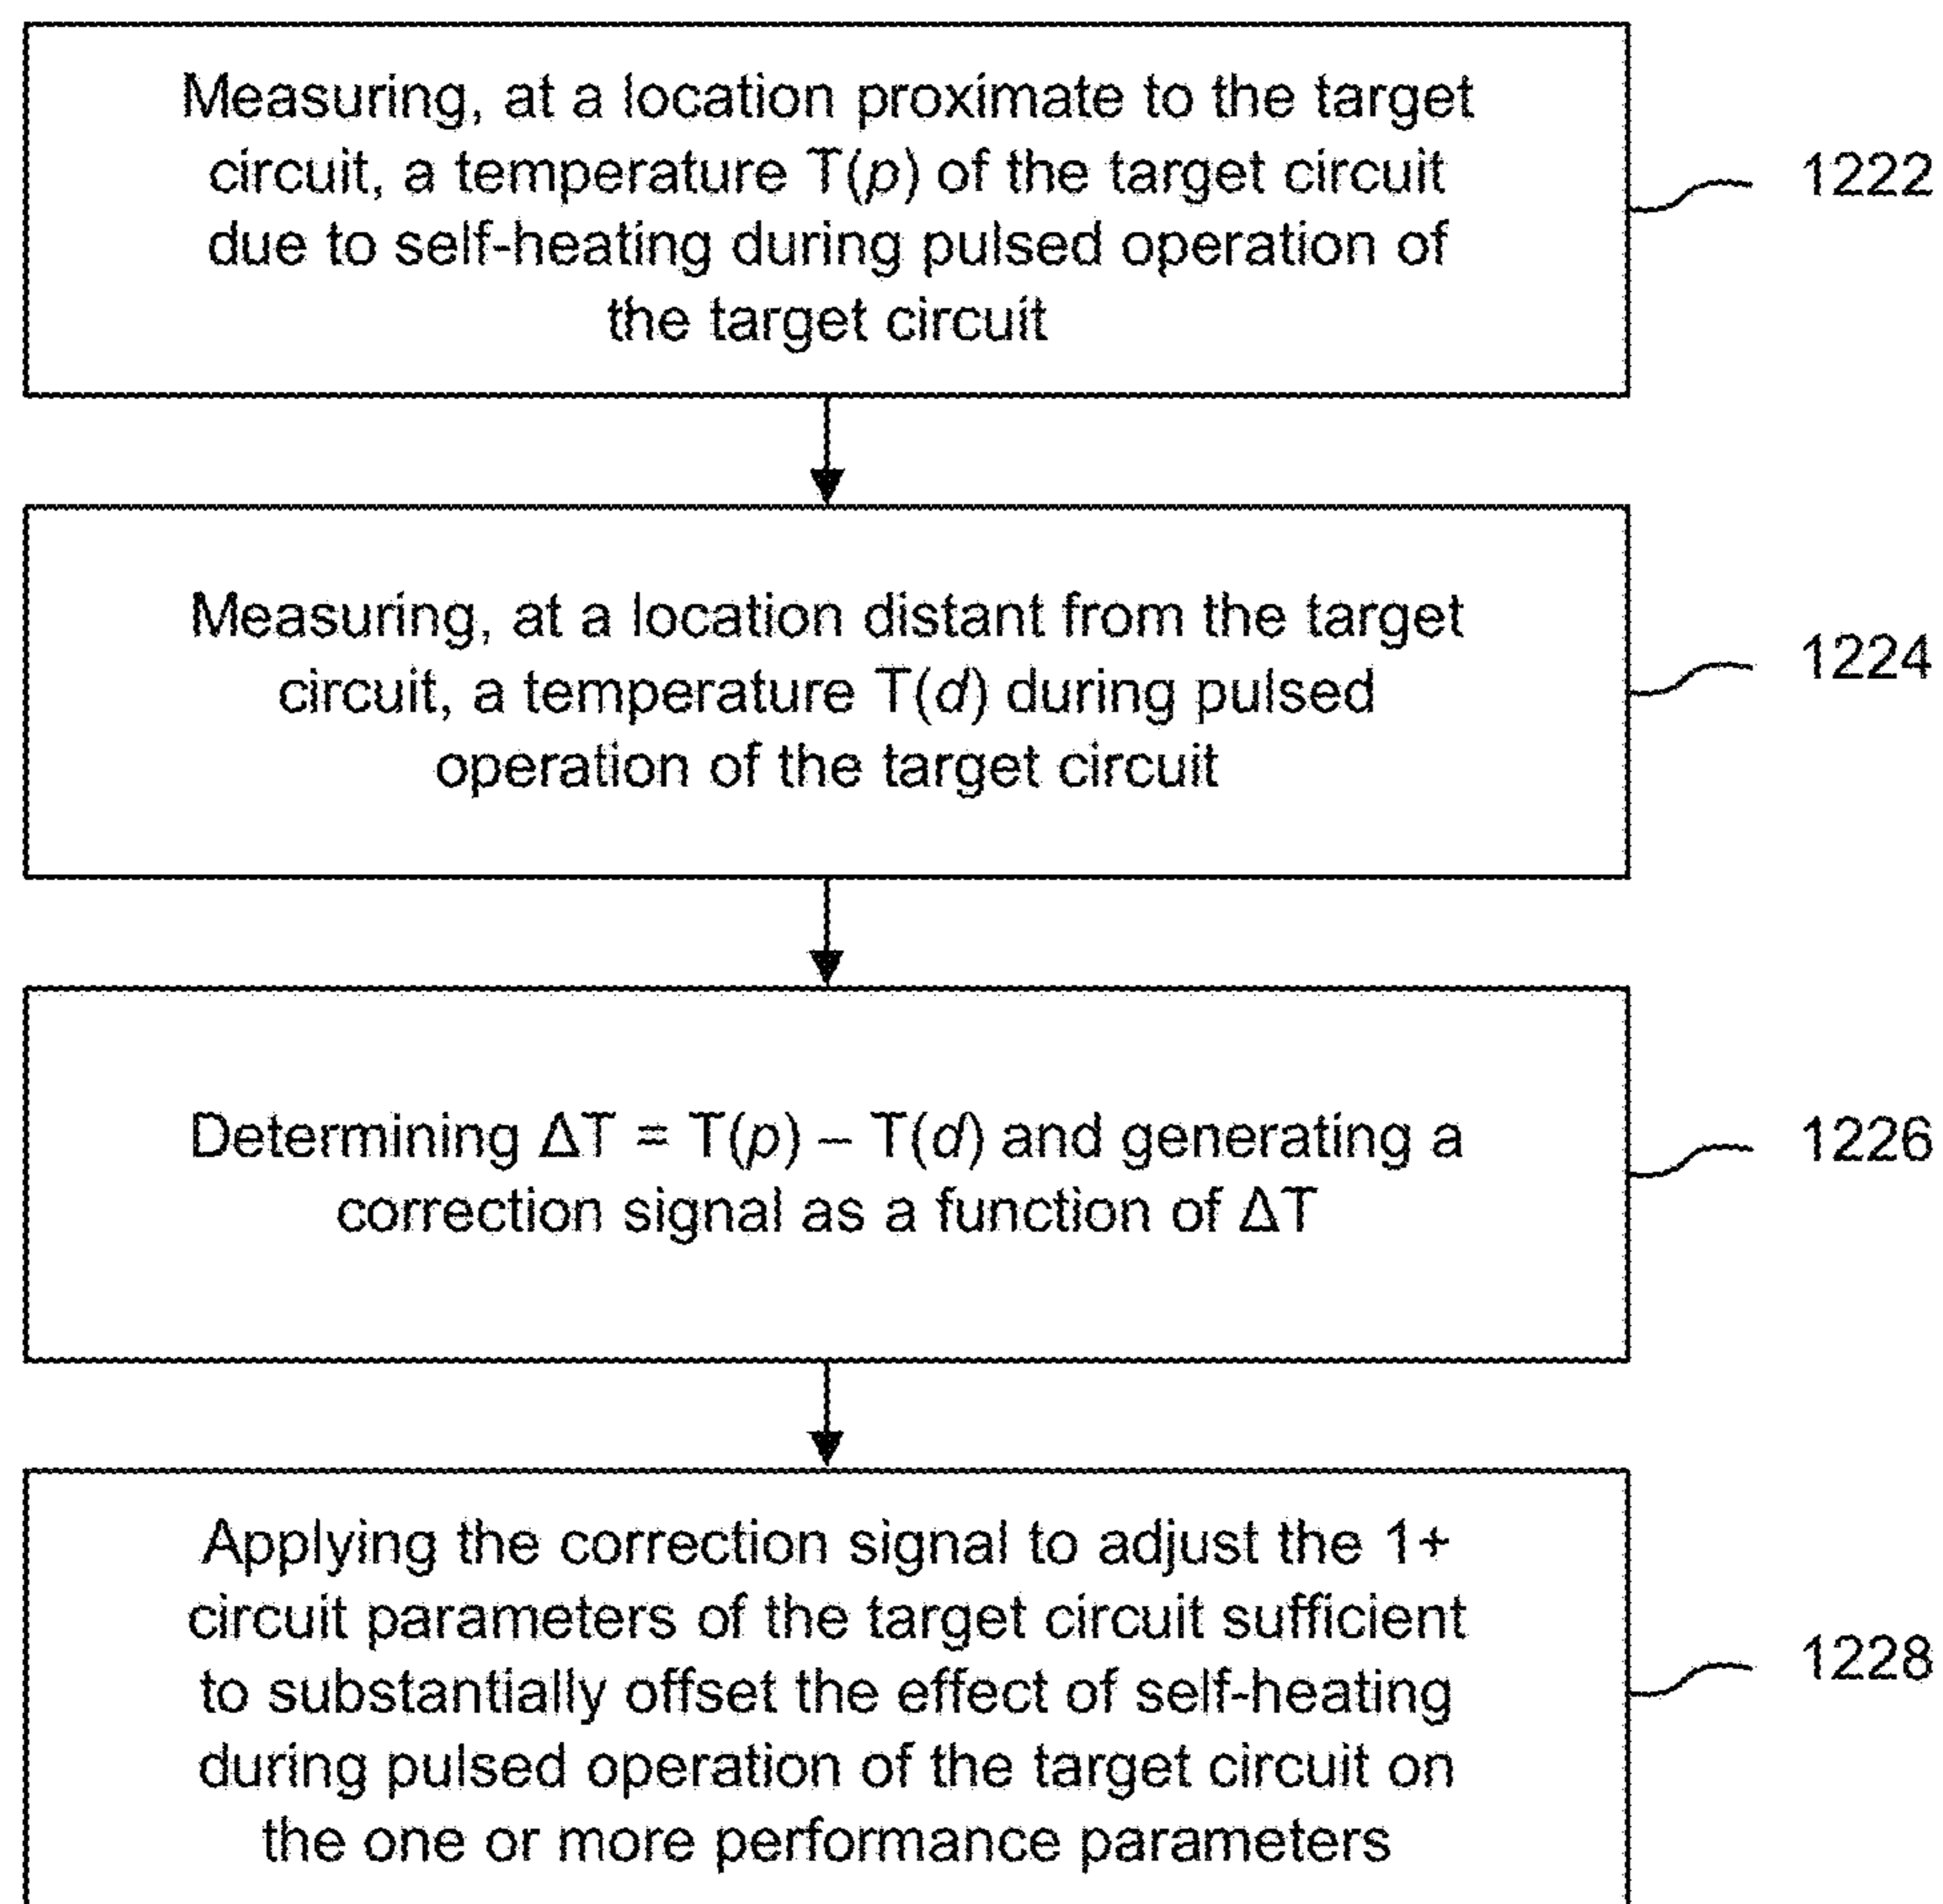 Measuring, at a location proximate to the target
circuit, a temperature T(p) of the target circuit
due to self-heating during pulsed operation of
the target circuit
1222
Measuring, at a location distant from the target
circuit, a temperature T(d) during pulsed
operation of the target circuit
1224
Determining ΔT = T(p) – T(d) and generating a
correction signal as a function of ΔT
1226
Applying the correction signal to adjust the 1+
circuit parameters of the target circuit sufficient
to substantially offset the effect of self-heating
during pulsed operation of the target circuit on
the one or more performance parameters
1228